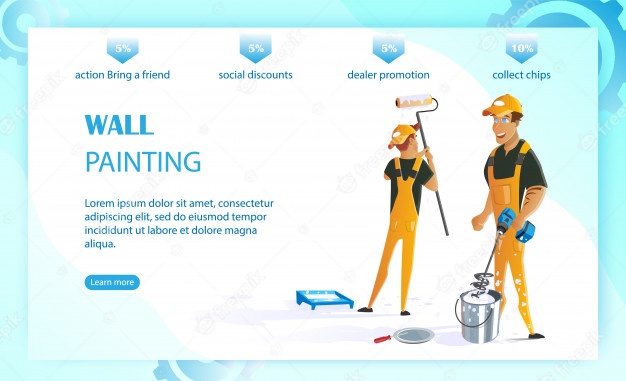 5% 5% 5% 10%
action Bring a friend social discounts dealer promotion collect chips
WALL
PAINTING
Lorem ipsum dolor sit amet, consectetur
adipiscing elit, sed do eiusmod tempor
incididunt ut labore et dolore magna
aliqua.
Learn more